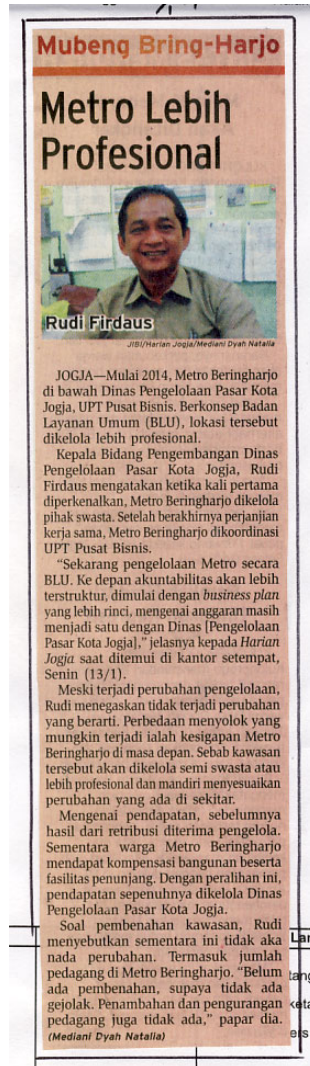 Mubeng Bring-Harjo
Metro Lebih
Profesional
Rudi Firdaus
JIBI/Harian Jogja/Mediani Dyah Natalia
JOGJA—Mulai 2014, Metro Beringharjo
di bawah Dinas Pengelolaan Pasar Kota
Jogja, UPT Pusat Bisnis. Berkonsep Badan
Layanan Umum (BLU), lokasi tersebut
dikelola lebih profesional.
Kepala Bidang Pengembangan Dinas
Pengelolaan Pasar Kota Jogja, Rudi
Firdaus mengatakan ketika kali pertama
diperkenalkan, Metro Beringharjo dikelola
pihak swasta. Setelah berakhirnya perjanjian
kerja sama, Metro Beringharjo dikoordinasi
UPT Pusat Bisnis.
“Sekarang pengelolaan Metro secara
BLU. Ke depan akuntabilitas akan lebih
terstruktur, dimulai dengan business plan
yang lebih rinci, mengenai anggaran masih
menjadi satu dengan Dinas [Pengelolaan
Pasar Kota Jogja],” jelasnya kepada Harian
Jogja saat ditemui di kantor setempat,
Senin (13/1).
Meski terjadi perubahan pengelolaan,
Rudi menegaskan tidak terjadi perubahan
yang berarti. Perbedaan menyolok yang
mungkin terjadi ialah kesigapan Metro
Beringharjo di masa depan. Sebab kawasan
tersebut akan dikelola semi swasta atau
lebih profesional dan mandiri menyesuaikan
perubahan yang ada di sekitar.
Mengenai pendapatan, sebelumnya
hasil dari retribusi diterima pengelola.
Sementara warga Metro Beringharjo
mendapat kompensasi bangunan beserta
fasilitas penunjang. Dengan peralihan ini,
pendapatan sepenuhnya dikelola Dinas
Pengelolaan Pasar Kota Jogja.
Soal pembenahan kawasan, Rudi
menyebutkan sementara ini tidak aka
nada perubahan. Termasuk jumlah
pedagang di Metro Beringharjo. “Belum
ada pembenahan, supaya tidak ada
gejolak. Penambahan dan pengurangan
pedagang juga tidak ada,” papar dia.
(Mediani Dyah Natalia)